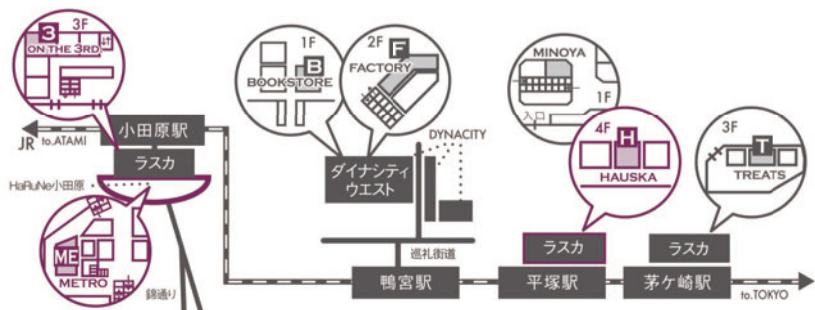 3
3F
ON THE 3RD
小田原駅
JR
to.ATAMI
ラスカ
HaRuNe小田原
ME
METRO
錦通り
1F
B
BOOKSTORE
2F
F
FACTORY
DYNACITY
ダイナシティ
ウエスト
巡礼街道
鴨宮駅
MINOYA
入口
1F
4F
H
HAUSKA
ラスカ
平塚駅
3F
T
TREATS
ラスカ
茅ケ崎駅
to.TOKYO